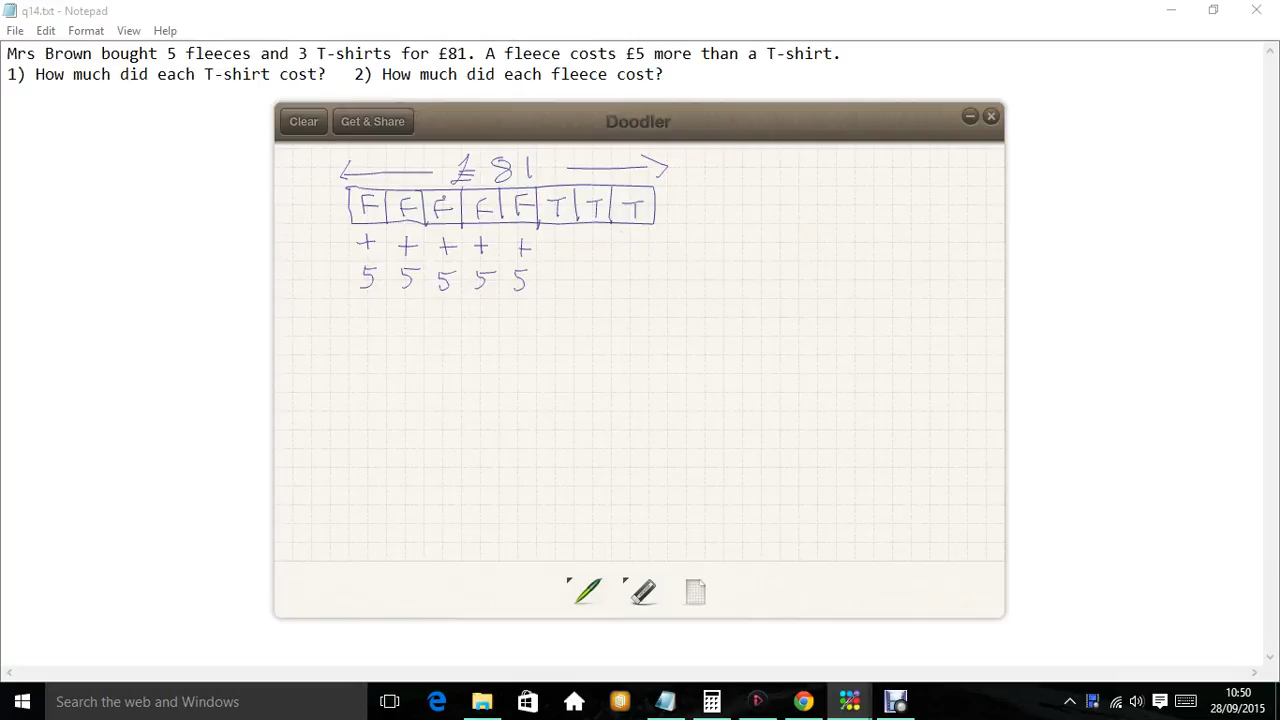 q14.txt - Notepad
File Edit Format View Help
Mrs Brown bought 5 fleeces and 3 T-shirts for £81. A fleece costs £5 more than a T-shirt.
1) How much did each T-shirt cost? 2) How much did each fleece cost?
Clear Get & Share Doodler
£81
F F F F F T T T
+ + + + +
5 5 5 5 5
Search the web and Windows
10:50
28/09/2015